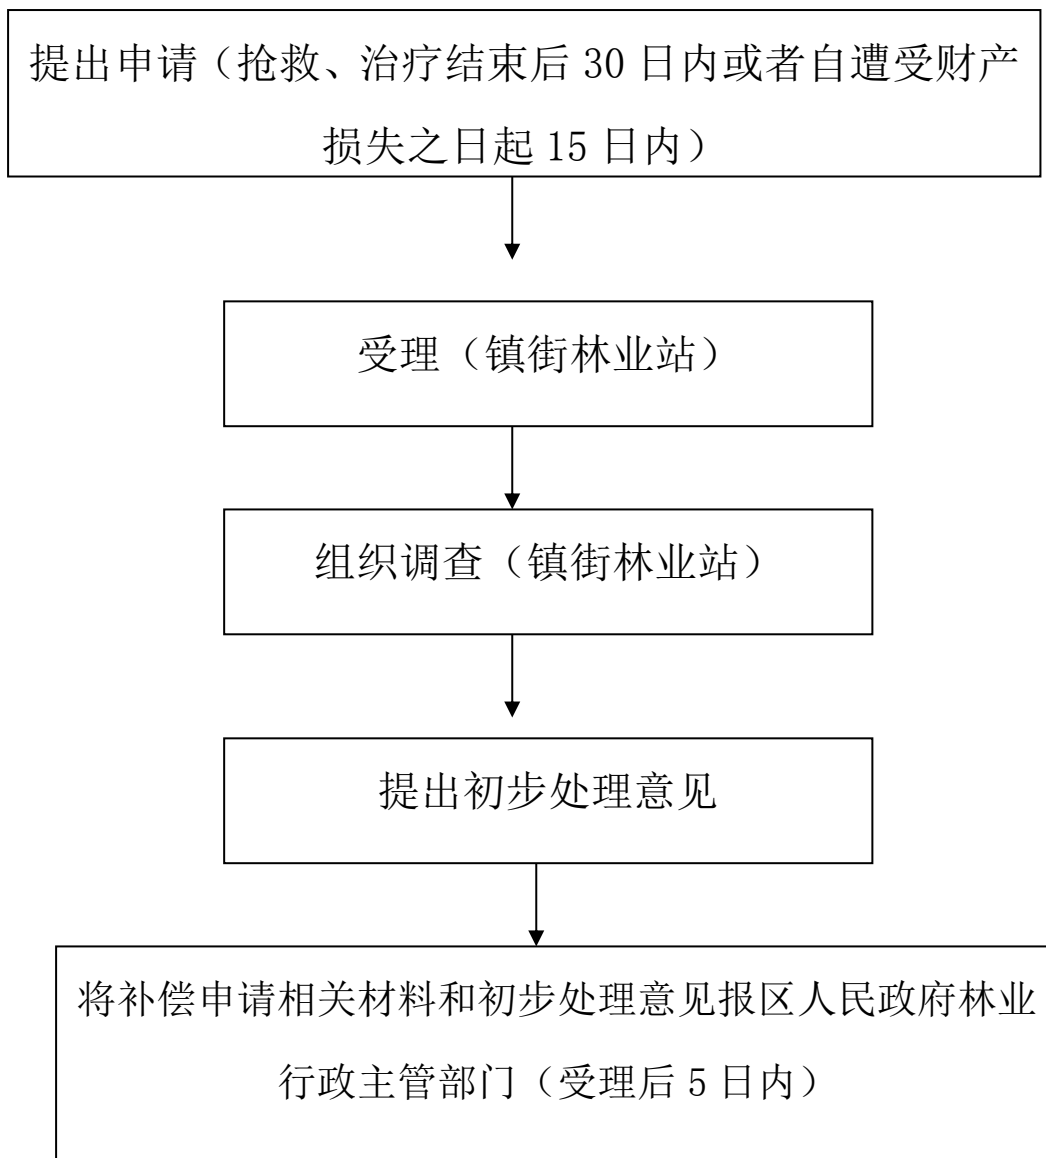 提出申请（抢救、治疗结束后 30 日内或者自遭受财产
损失之日起 15 日内）
受理（镇街林业站）
组织调查（镇街林业站）
提出初步处理意见
将补偿申请相关材料和初步处理意见报区人民政府林业
行政主管部门（受理后 5 日内）